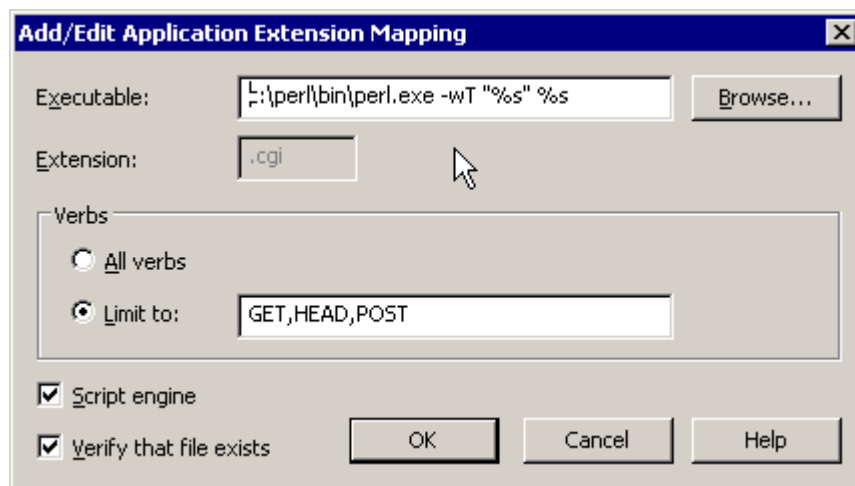 Add/Edit Application Extension Mapping
Executable: :\perl\bin\perl.exe -wT "%s" %s Browse...
Extension: .cgi
Verbs
All verbs
Limit to: GET,HEAD,POST
Script engine
Verify that file exists
OK Cancel Help